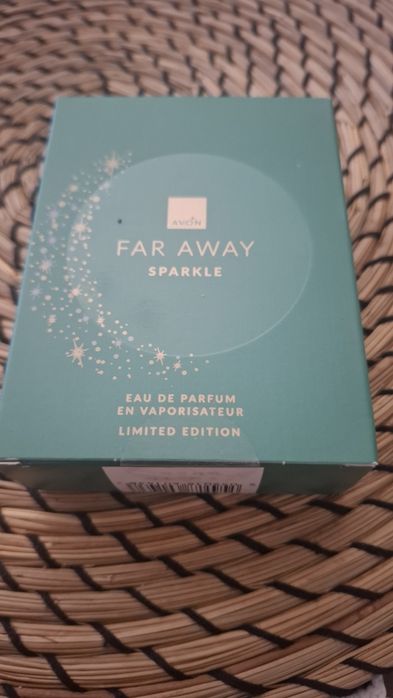 AVON
FAR AWAY
SPARKLE
EAU DE PARFUM
EN VAPORISATEUR
LIMITED EDITION